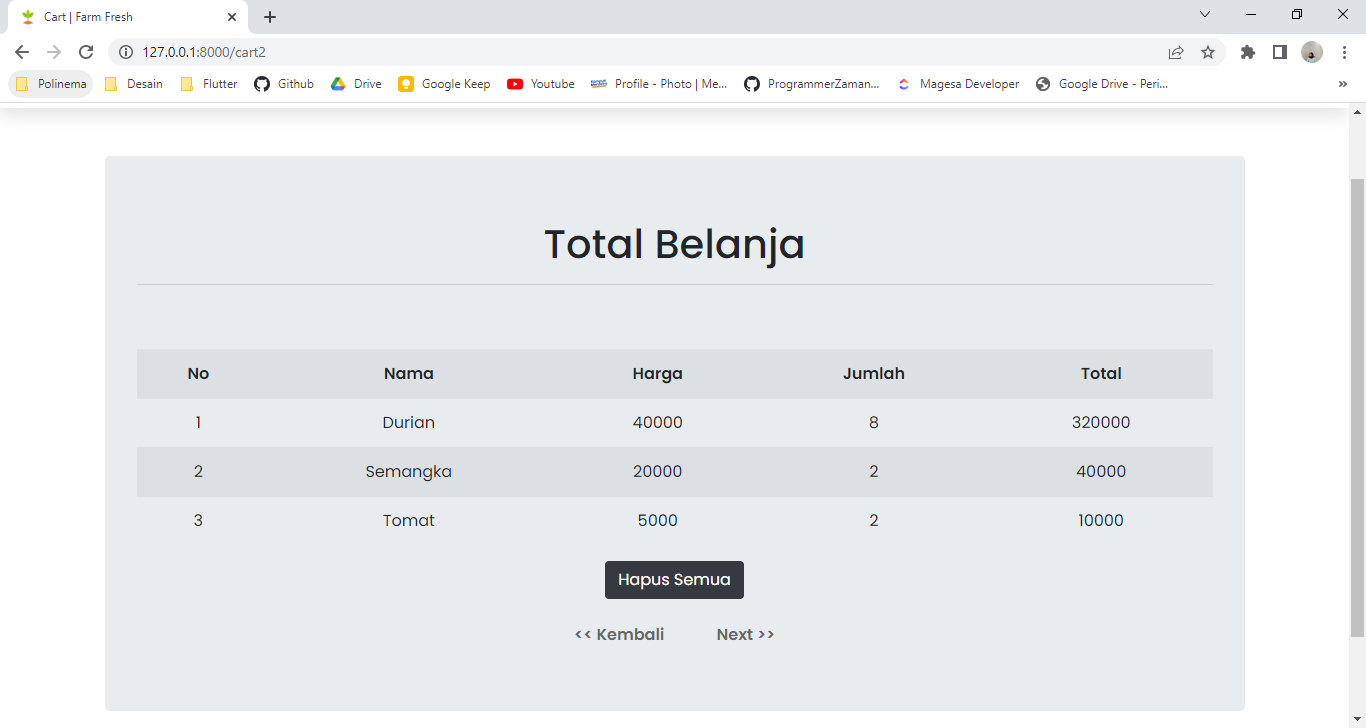 Cart | Farm Fresh
127.0.0.1:8000/cart2
Polinema Desain Flutter Github Drive Google Keep Youtube Profile - Photo | Me... ProgrammerZaman... Magesa Developer Google Drive - Peri... »
Total Belanja
No Nama Harga Jumlah Total
1 Durian 40000 8 320000
2 Semangka 20000 2 40000
3 Tomat 5000 2 10000
Hapus Semua
<< Kembali Next >>